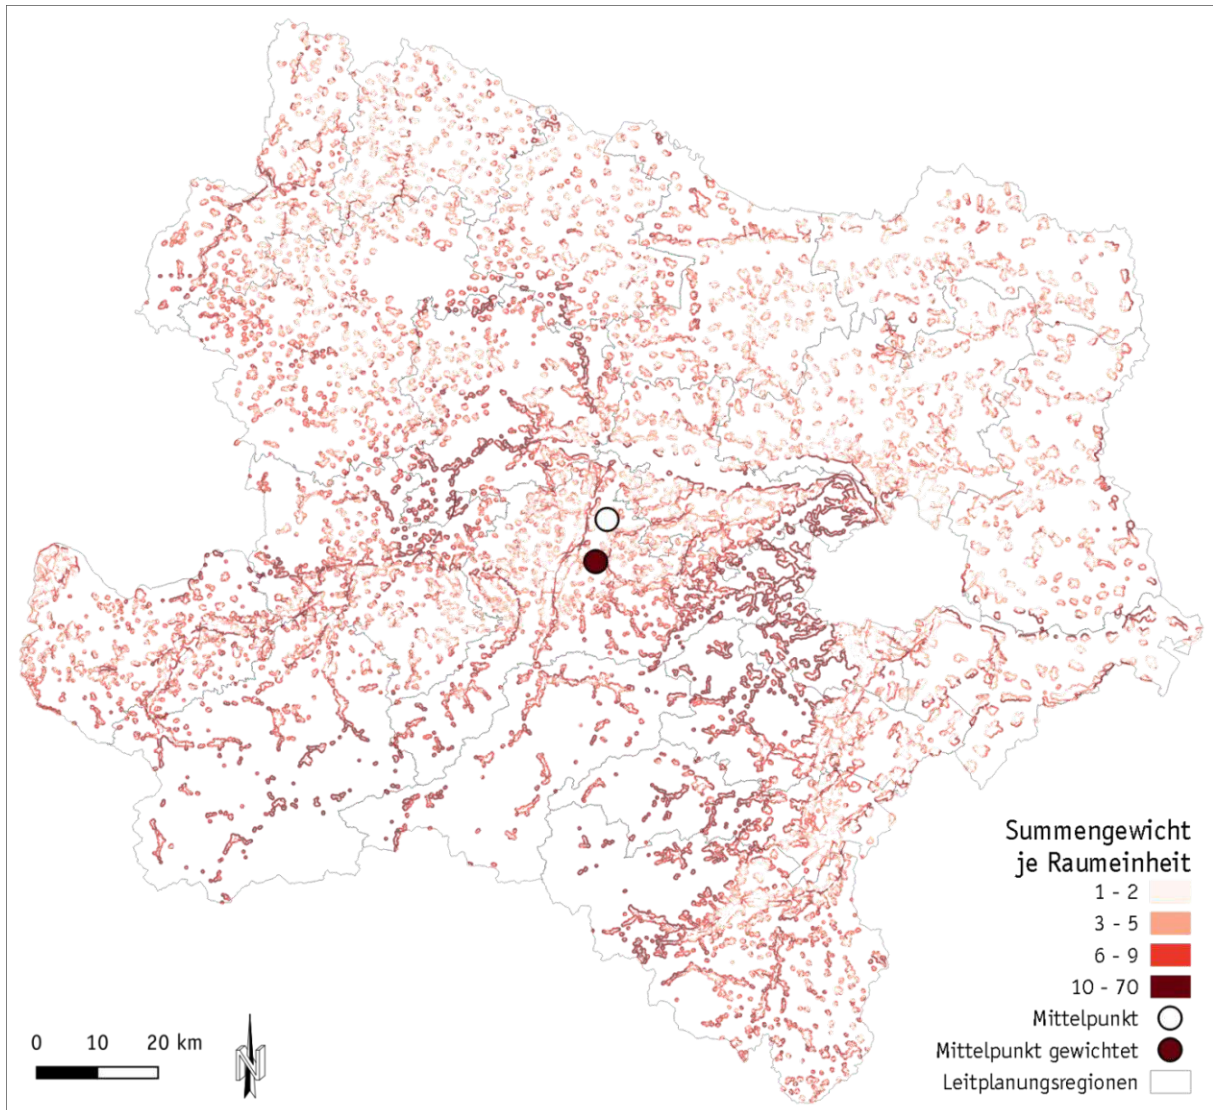 Summengewicht
je Raumeinheit
1 - 2
3 - 5
6 - 9
10 - 70
Mittelpunkt
Mittelpunkt gewichtet
Leitplanungsregionen
0 10 20 km
N